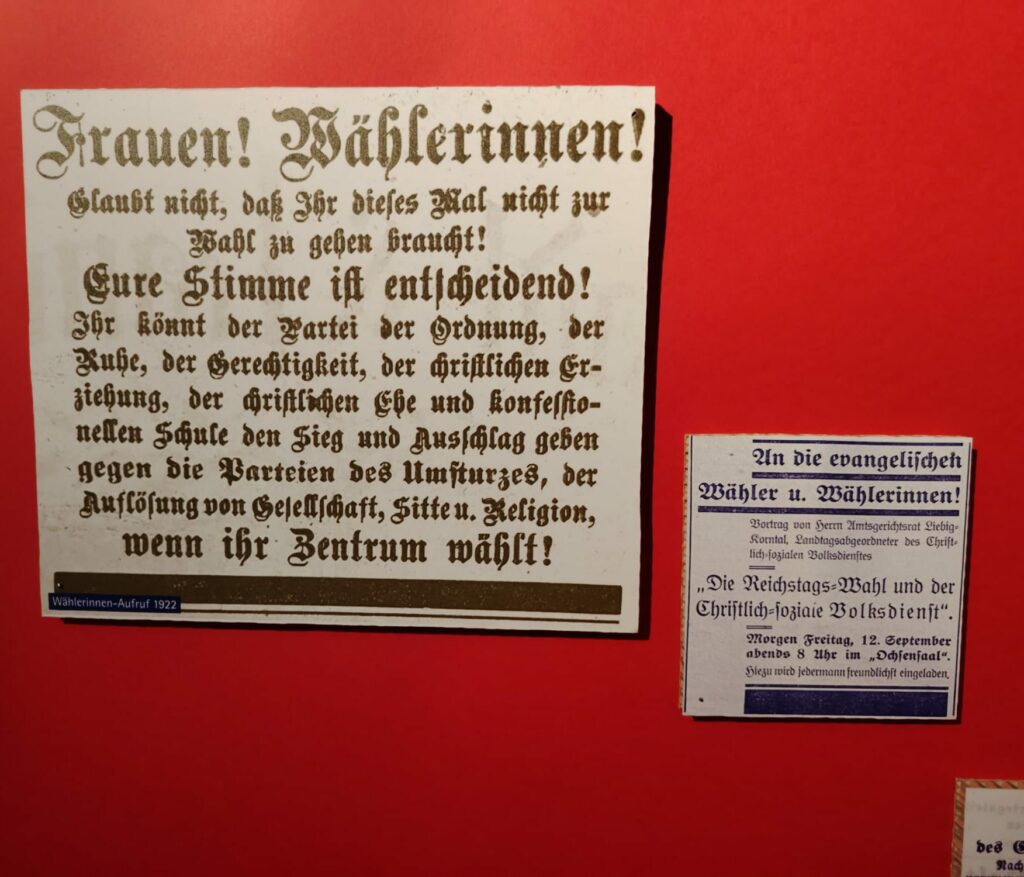 Frauen! Wählerinnen!
Glaubt nicht, daß Ihr dieses Mal nicht zur
Wahl zu gehen braucht!
Eure Stimme ist entscheidend!
Ihr könnt der Partei der Ordnung, der
Ruhe, der Gerechtigkeit, der christlichen Er-
ziehung, der christlichen Ehe und konfessio-
nellen Schule den Sieg und Ausschlag geben
gegen die Parteien des Umsturzes, der
Auflösung von Gesellschaft, Sitte u. Religion,
wenn ihr Zentrum wählt!
Wählerinnen-Aufruf 1922
An die evangelischen
Wähler u. Wählerinnen!
Vortrag von Herrn Amtsgerichtsrat Liebig-
Korntal, Landtagsabgeordneter des Christ-
lich-sozialen Volksdienstes
„Die Reichstags-Wahl und der
Christlich-soziale Volksdienst“.
Morgen Freitag, 12. September
abends 8 Uhr im „Ochsensaal“.
Hiezu wird jedermann freundlichst eingeladen.
des